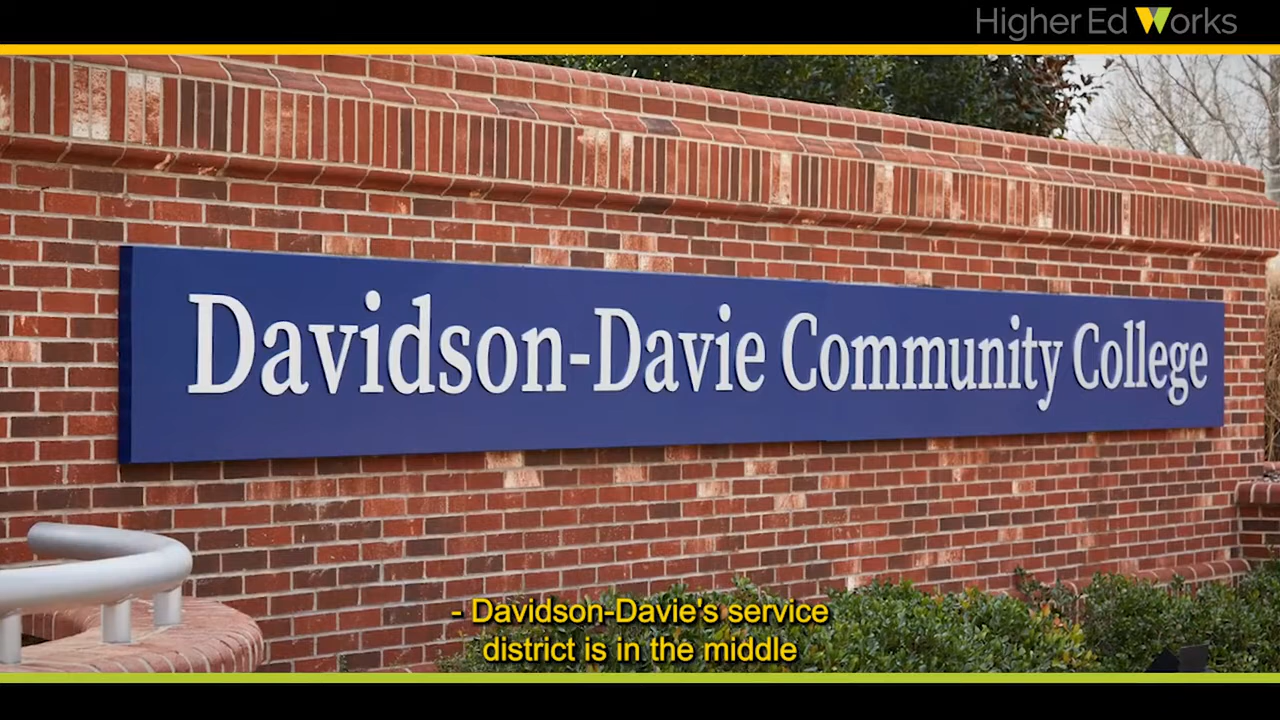 Higher Ed Works
Davidson-Davie Community College
- Davidson-Davie's service
district is in the middle